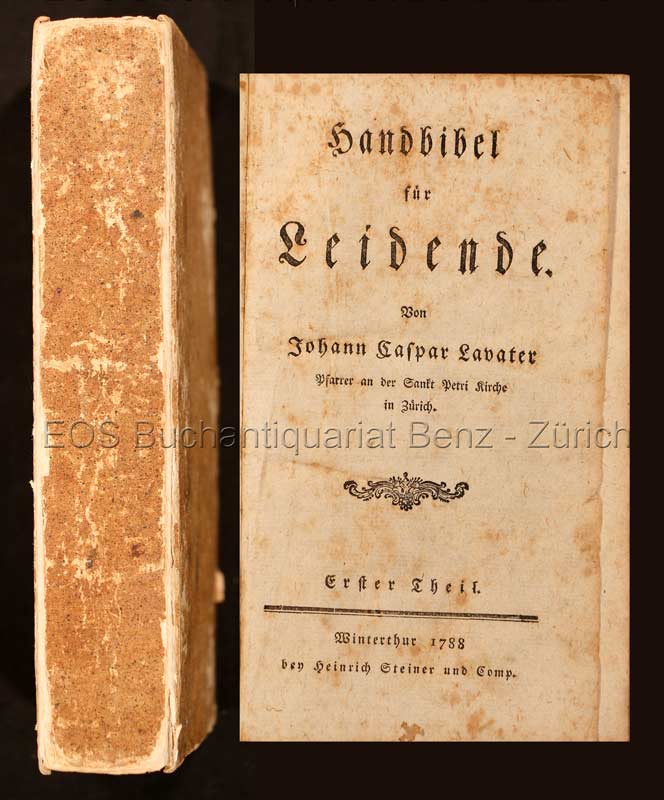 Handbibel
für
Leidende.
Von
Johann Caſpar Lavater
Pfarrer an der Sankt Petri Kirche
in Zürich.
EOS Buchantiquariat Benz - Zürich
Erſter Theil.
Winterthur 1788
bey Heinrich Steiner und Comp.